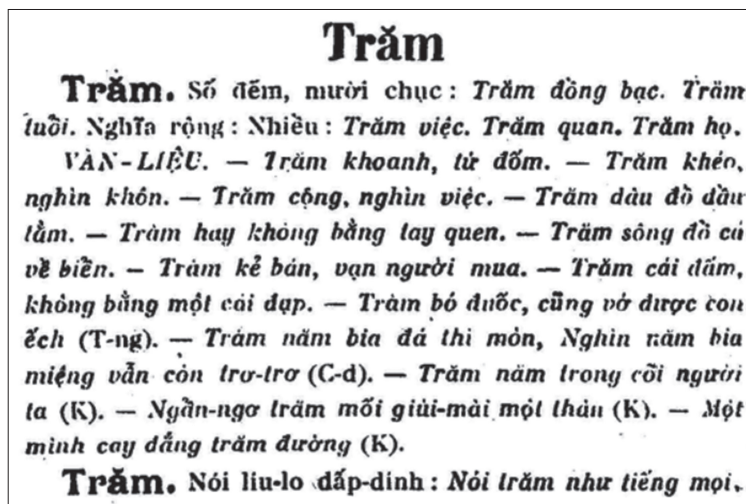 Trăm
Trăm. Số đếm, mười chục : Trăm đồng bạc. Trăm
tuổi. Nghĩa rộng : Nhiều : Trăm việc. Trăm quan. Trăm họ.
VĂN-LIỆU. — Trăm khoanh, tứ đốm. — Trăm khéo,
nghìn khôn. — Trăm cộng, nghìn việc. — Trăm dâu đổ đầu
tằm. — Trăm hay không bằng tay quen. — Trăm sông đổ cả
về biển. — Trăm kẻ bán, vạn người mua. — Trăm cái đấm,
không bằng một cái đạp. — Trăm bó đuốc, cũng vớ được con
ếch (T-ng). — Trăm năm bia đá thì mòn, Nghìn năm bia
miệng vẫn còn trơ-trơ (C-d). — Trăm năm trong cõi người
ta (K). — Ngẩn-ngơ trăm mối giùi-mài một thân (K). — Một
mình cay đắng trăm đường (K).
Trăm. Nói liu-lo đấp-dính : Nói trăm như tiếng mọi.